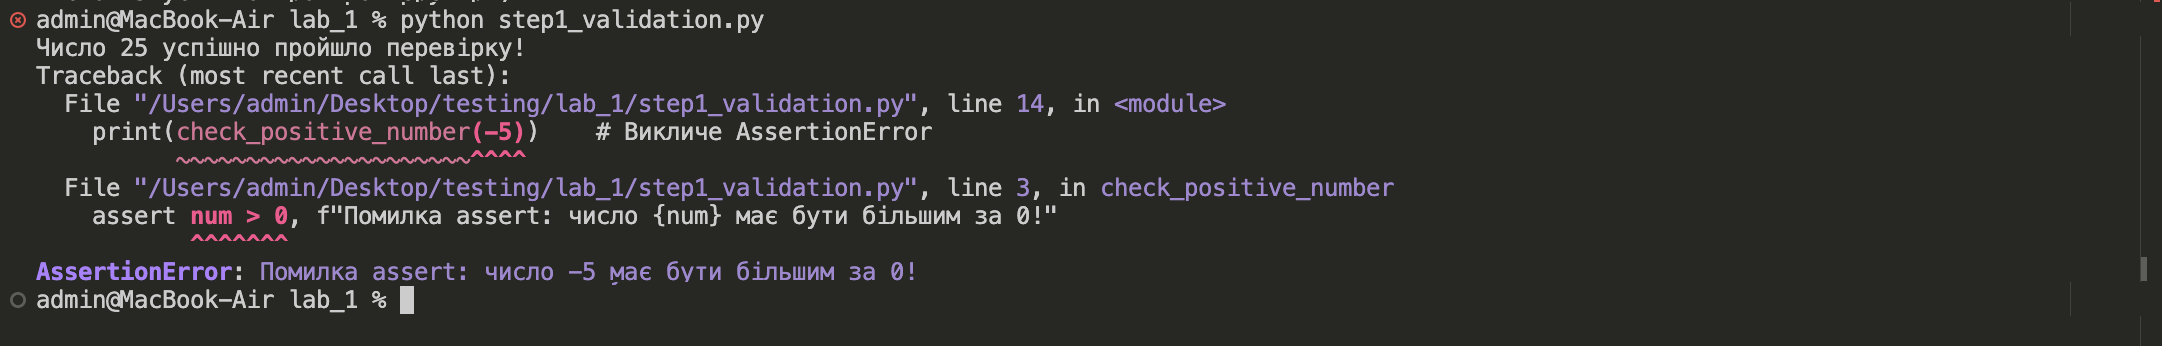 admin@MacBook-Air lab_1 % python step1_validation.py
Число 25 успішно пройшло перевірку!
Traceback (most recent call last):
  File "/Users/admin/Desktop/testing/lab_1/step1_validation.py", line 14, in <module>
    print(check_positive_number(-5))    # Викличе AssertionError
          ~~~~~~~~~~~~~~~~~~~~~^^^^
  File "/Users/admin/Desktop/testing/lab_1/step1_validation.py", line 3, in check_positive_number
    assert num > 0, f"Помилка assert: число {num} має бути більшим за 0!"
           ^^^^^^^
AssertionError: Помилка assert: число -5 має бути більшим за 0!
admin@MacBook-Air lab_1 %